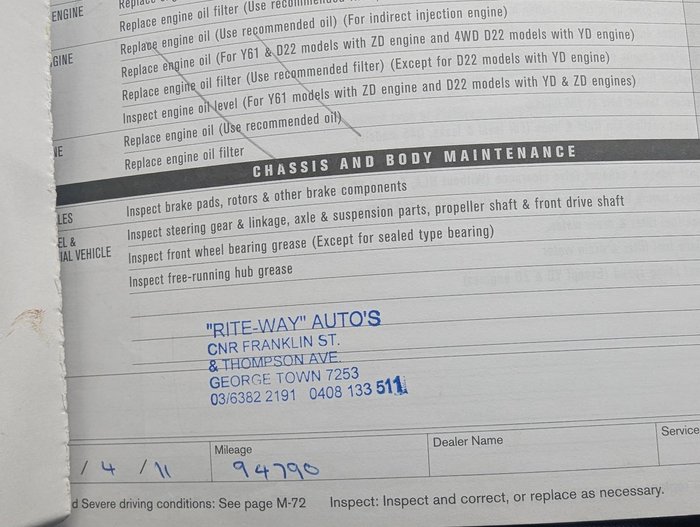 ENGINE
Replace engine oil filter (Use
GINE
Replace engine oil (Use recommended oil) (For indirect injection engine)
Replace engine oil (For Y61 & D22 models with ZD engine and 4WD D22 models with YD engine)
Replace engine oil filter (Use recommended filter) (Except for D22 models with YD engine)
Inspect engine oil level (For Y61 models with ZD engine and D22 models with YD & ZD engines)
NE
Replace engine oil (Use recommended oil)
Replace engine oil filter
CHASSIS AND BODY MAINTENANCE
LES
Inspect brake pads, rotors & other brake components
EL &
IAL VEHICLE
Inspect steering gear & linkage, axle & suspension parts, propeller shaft & front drive shaft
Inspect front wheel bearing grease (Except for sealed type bearing)
Inspect free-running hub grease
"RITE-WAY" AUTO'S
CNR FRANKLIN ST.
& THOMPSON AVE.
GEORGE TOWN 7253
03/6382 2191 0408 133 511
/ 4 / 11
Mileage
94790
Dealer Name
Service
d Severe driving conditions: See page M-72
Inspect: Inspect and correct, or replace as necessary.